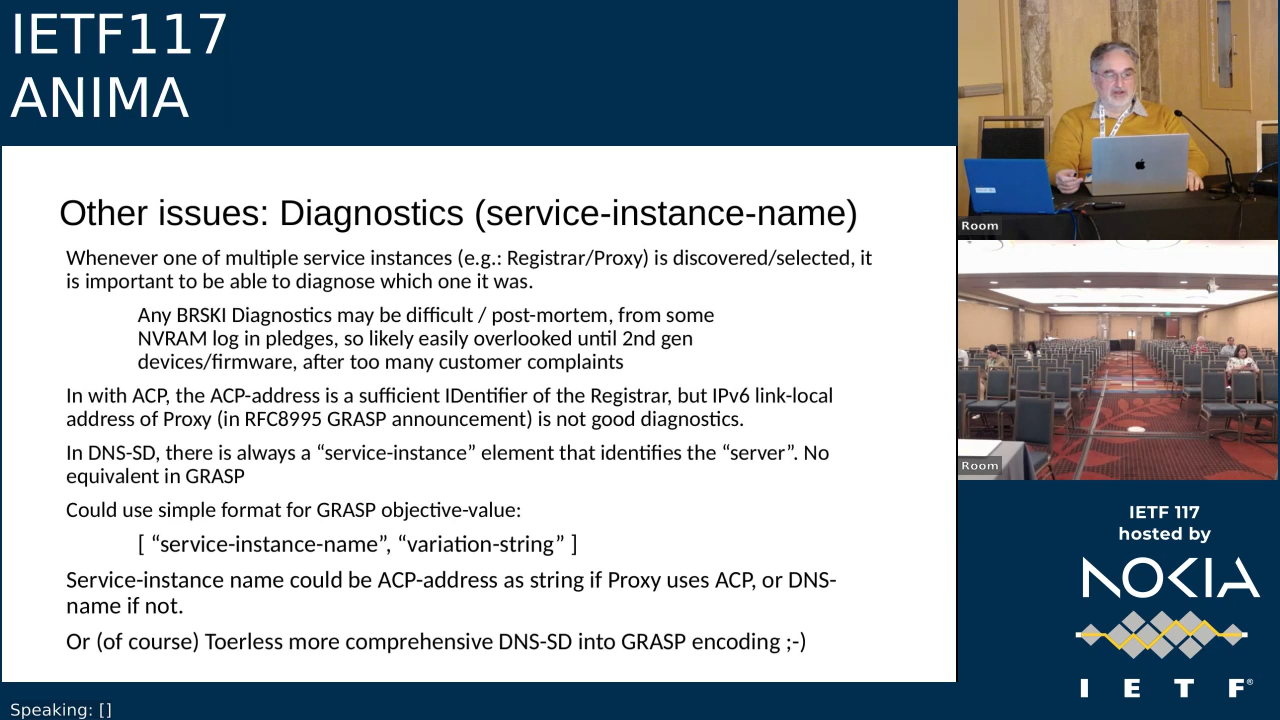 IETF117
ANIMA
Other issues: Diagnostics (service-instance-name)
Whenever one of multiple service instances (e.g.: Registrar/Proxy) is discovered/selected, it
is important to be able to diagnose which one it was.
Any BRSKI Diagnostics may be difficult / post-mortem, from some
NVRAM log in pledges, so likely easily overlooked until 2nd gen
devices/firmware, after too many customer complaints
In with ACP, the ACP-address is a sufficient IDentifier of the Registrar, but IPv6 link-local
address of Proxy (in RFC8995 GRASP announcement) is not good diagnostics.
In DNS-SD, there is always a “service-instance” element that identifies the “server”. No
equivalent in GRASP
Could use simple format for GRASP objective-value:
[ “service-instance-name”, “variation-string” ]
Service-instance name could be ACP-address as string if Proxy uses ACP, or DNS-
name if not.
Or (of course) Toerless more comprehensive DNS-SD into GRASP encoding ;-)
Speaking: []
Room
Room
IETF 117
hosted by
NOKIA
I E T F®